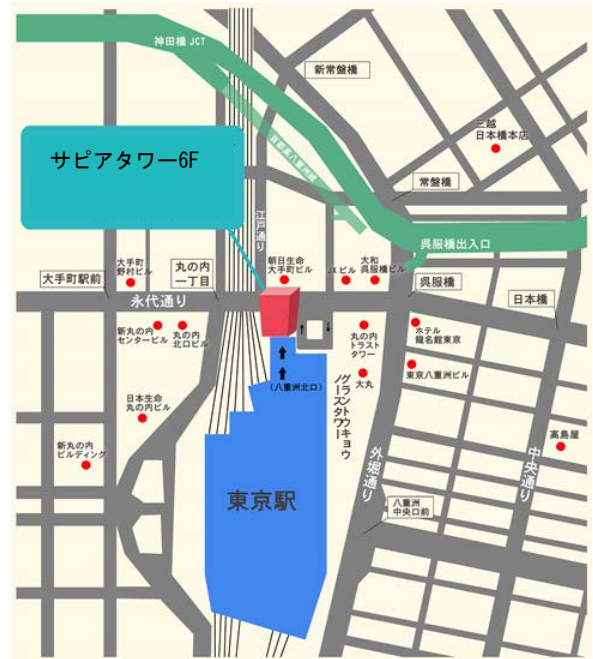 神田橋 JCT
新常盤橋
三越
日本橋本店
首都高八重洲線
サピアタワー6F
常盤橋
江戸通り
呉服橋出入口
大手町
野村ビル
丸の内
一丁目
朝日生命
大手町ビル
JXビル
大和
呉服橋ビル
大手町駅前
呉服橋
日本橋
永代通り
新丸の内
センタービル
丸の内
北口ビル
丸の内
トラスト
タワー
ホテル
龍名館東京
(八重洲北口)
グラントウキョウ
ノースタワー
大丸
東京八重洲ビル
日本生命
丸の内ビル
新丸の内
ビルディング
外堀通り
中央通り
高島屋
東京駅
八重洲
中央口前